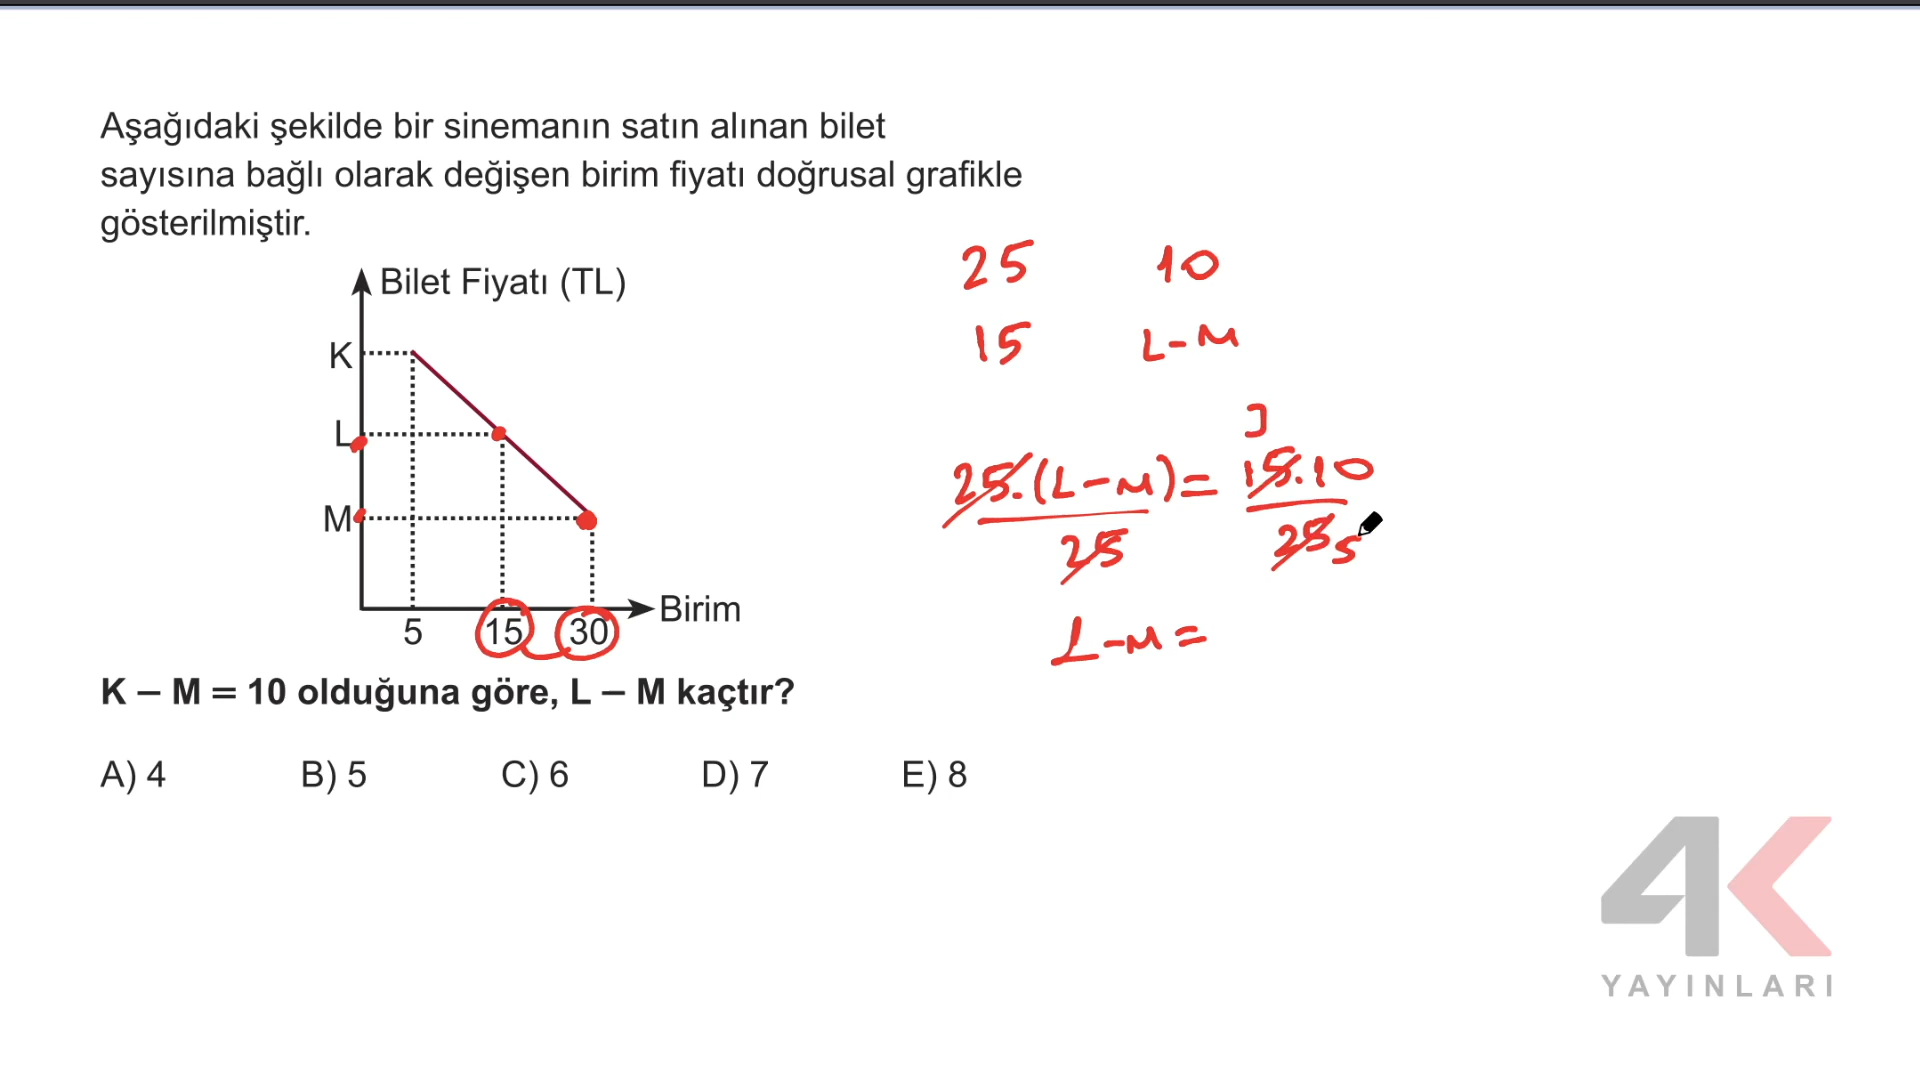 Aşağıdaki şekilde bir sinemanın satın alınan bilet
sayısına bağlı olarak değişen birim fiyatı doğrusal grafikle
gösterilmiştir.
Bilet Fiyatı (TL)
K
L
M
5 15 30
Birim
K – M = 10 olduğuna göre, L – M kaçtır?
A) 4 B) 5 C) 6 D) 7 E) 8
25 10
15 L-M
3
25.(L-M) = 15.10
25 25 5
L-M =
4K
YAYINLARI